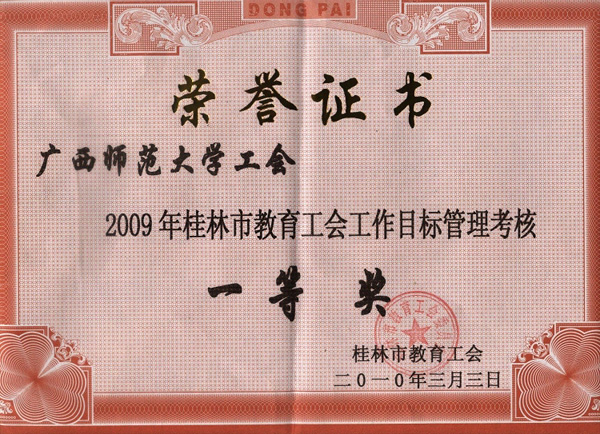 DONG PAI
荣誉证书
广西师范大学工会
2009年桂林市教育工会工作目标管理考核
一等奖
桂林市教育工会
二〇一〇年三月三日